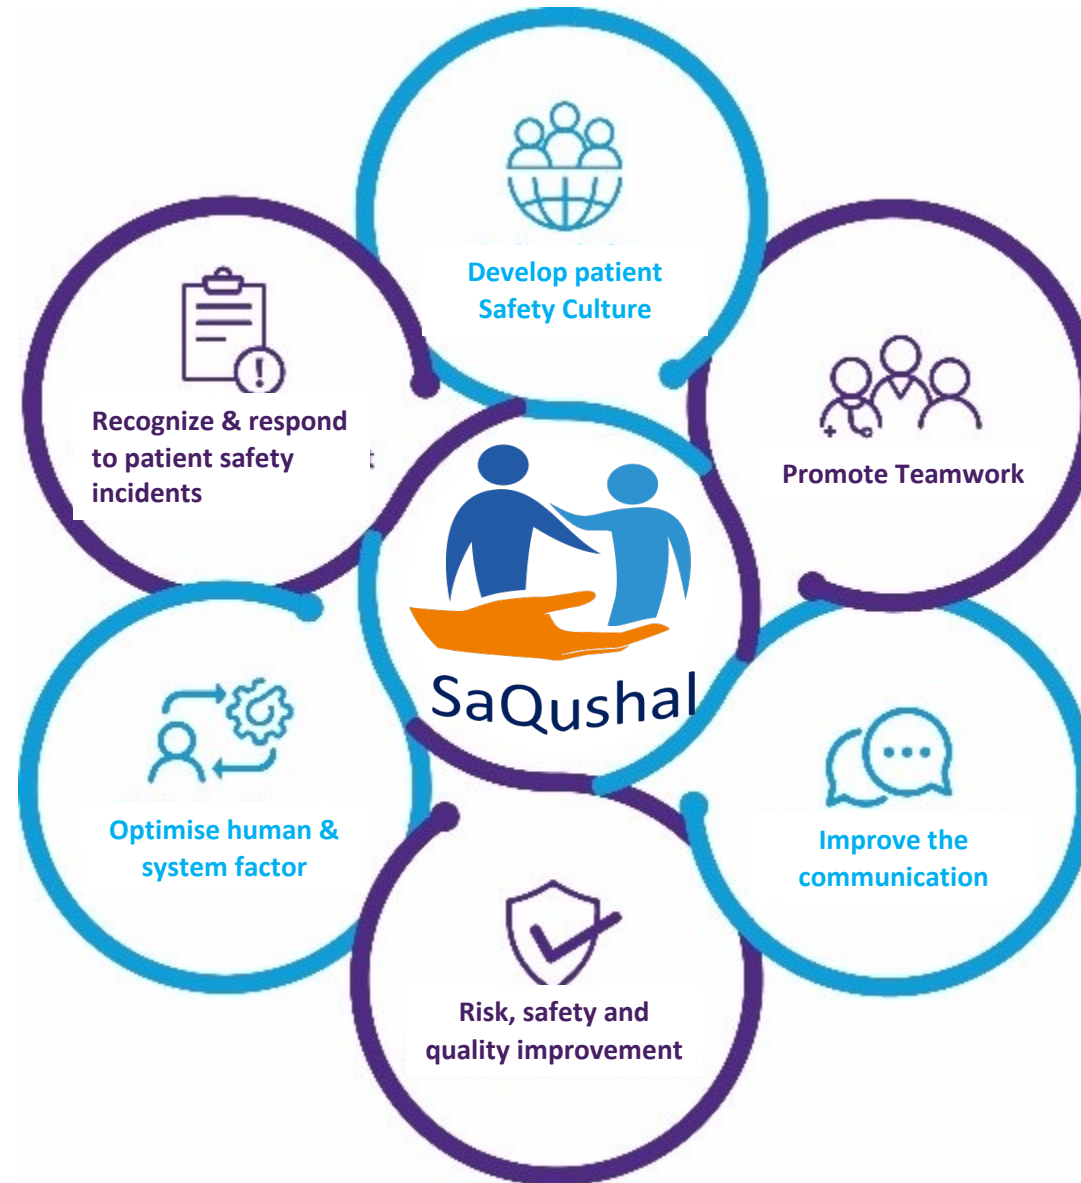 Develop patient
Safety Culture
Recognize & respond
to patient safety
incidents
Promote Teamwork
SaQushal
Optimise human &
system factor
Improve the
communication
Risk, safety and
quality improvement